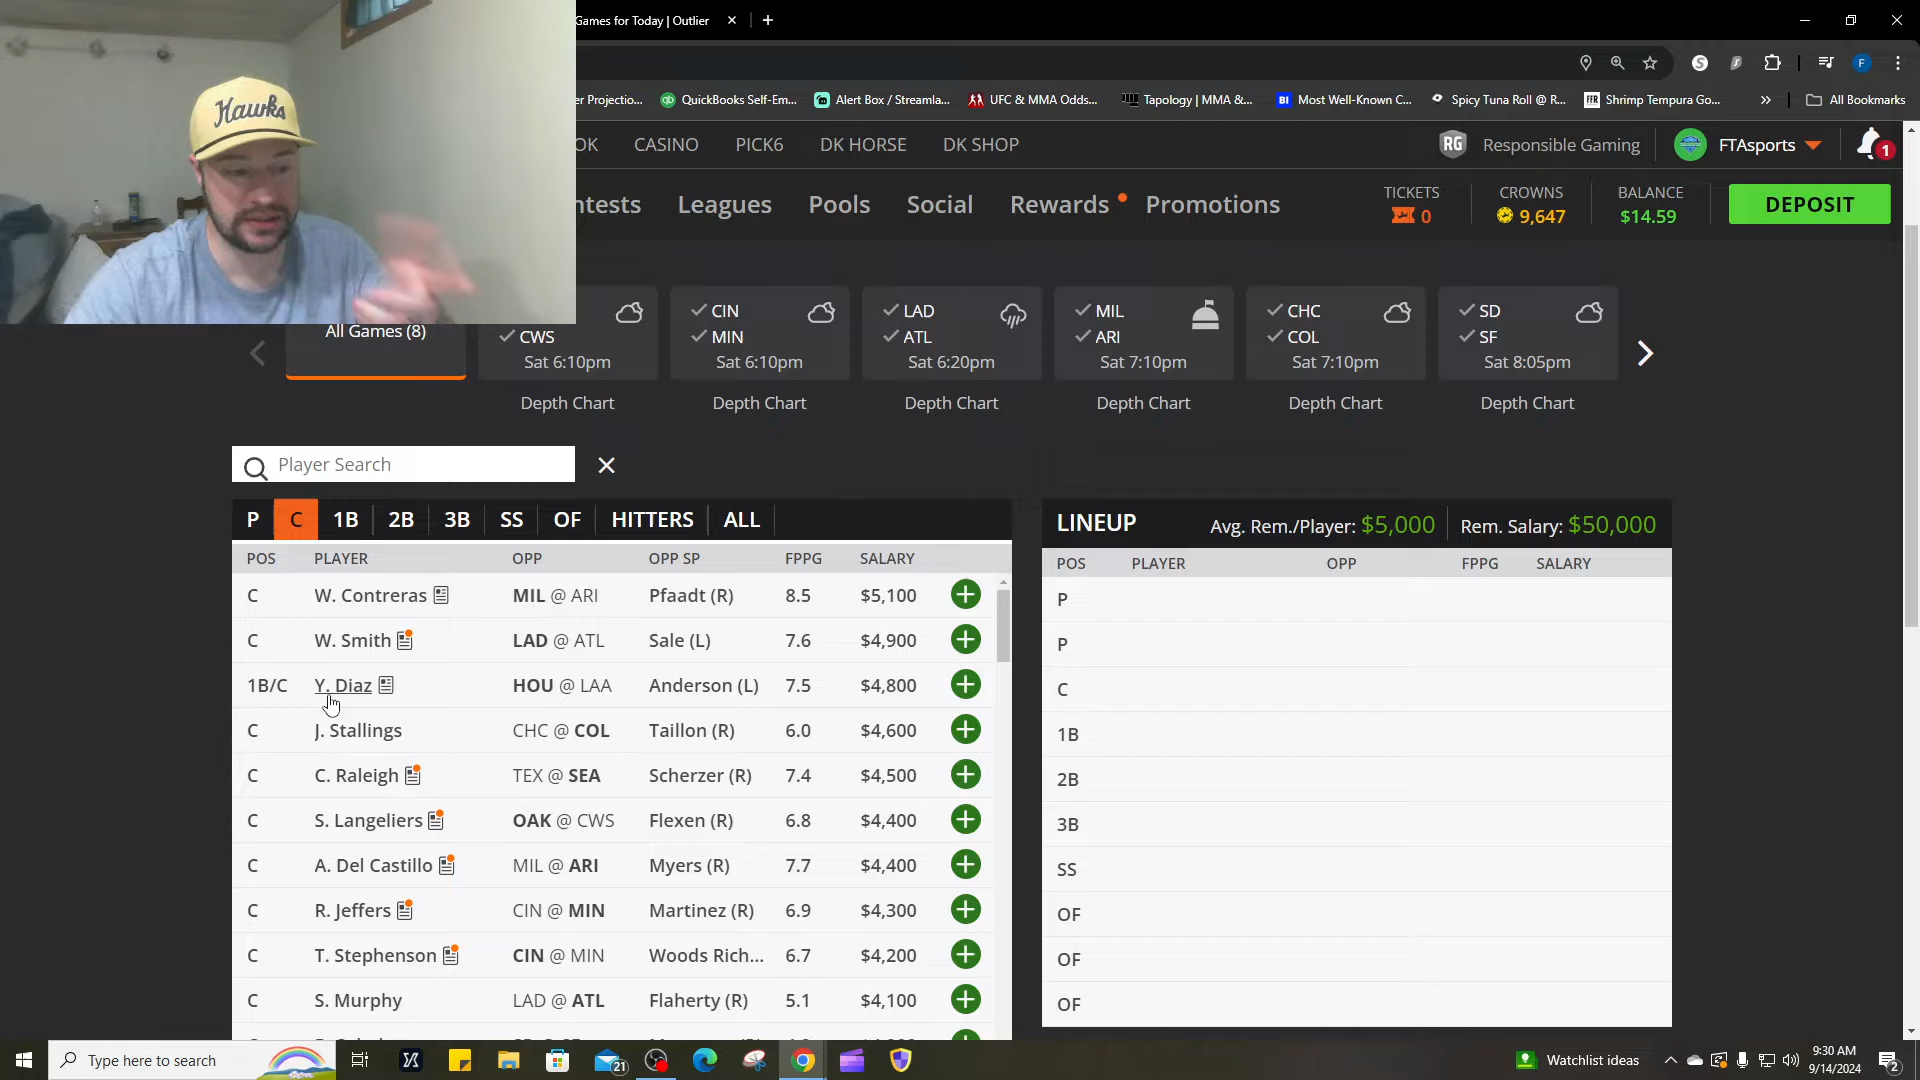 Games for Today | Outlier
er Projectio...
QuickBooks Self-Em...
Alert Box / Streamla...
UFC & MMA Odds...
Tapology | MMA &...
BI Most Well-Known C...
Spicy Tuna Roll @ R...
FFR Shrimp Tempura Go...
All Bookmarks
Hawks
OK CASINO PICK6 DK HORSE DK SHOP
RG Responsible Gaming FTAsports 1
ntests Leagues Pools Social Rewards Promotions
TICKETS 0
CROWNS 9,647
BALANCE $14.59
DEPOSIT
All Games (8)
CWS
Sat 6:10pm
Depth Chart
CIN
MIN
Sat 6:10pm
Depth Chart
LAD
ATL
Sat 6:20pm
Depth Chart
MIL
ARI
Sat 7:10pm
Depth Chart
CHC
COL
Sat 7:10pm
Depth Chart
SD
SF
Sat 8:05pm
Depth Chart
Player Search
P C 1B 2B 3B SS OF HITTERS ALL
POS PLAYER OPP OPP SP FPPG SALARY
C W. Contreras MIL @ ARI Pfaadt (R) 8.5 $5,100
C W. Smith LAD @ ATL Sale (L) 7.6 $4,900
1B/C Y. Diaz HOU @ LAA Anderson (L) 7.5 $4,800
C J. Stallings CHC @ COL Taillon (R) 6.0 $4,600
C C. Raleigh TEX @ SEA Scherzer (R) 7.4 $4,500
C S. Langeliers OAK @ CWS Flexen (R) 6.8 $4,400
C A. Del Castillo MIL @ ARI Myers (R) 7.7 $4,400
C R. Jeffers CIN @ MIN Martinez (R) 6.9 $4,300
C T. Stephenson CIN @ MIN Woods Rich... 6.7 $4,200
C S. Murphy LAD @ ATL Flaherty (R) 5.1 $4,100
LINEUP Avg. Rem./Player: $5,000 Rem. Salary: $50,000
POS PLAYER OPP FPPG SALARY
P
P
C
1B
2B
3B
SS
OF
OF
OF
Type here to search
21
Watchlist ideas
9:30 AM
9/14/2024
2